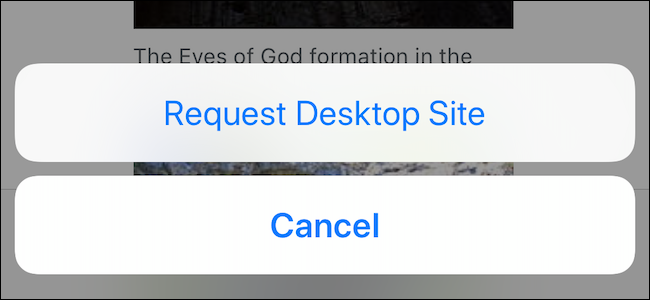 The Eyes of God formation in the
Request Desktop Site
Cancel